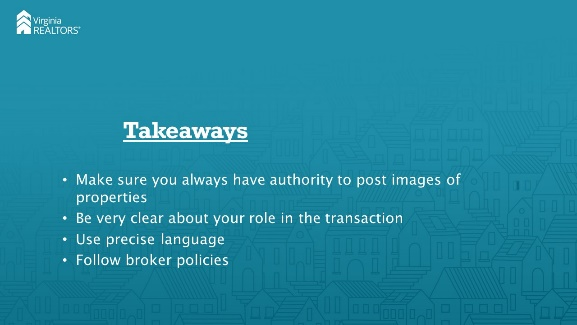 Virginia
REALTORS®
Takeaways
• Make sure you always have authority to post images of
properties
• Be very clear about your role in the transaction
• Use precise language
• Follow broker policies